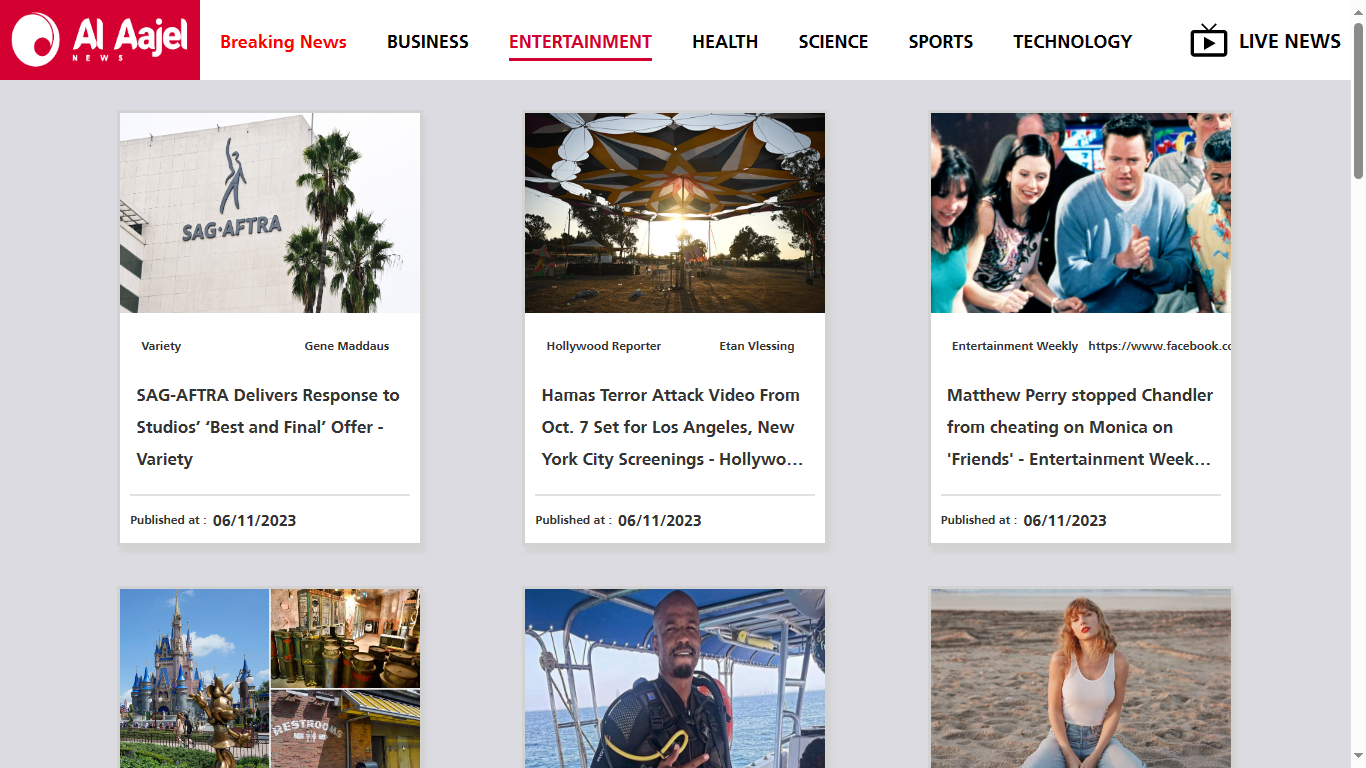 Al Aajel
NEWS
Breaking News
BUSINESS
ENTERTAINMENT
HEALTH
SCIENCE
SPORTS
TECHNOLOGY
LIVE NEWS
SAG·AFTRA
Variety Gene Maddaus
SAG-AFTRA Delivers Response to
Studios’ ‘Best and Final’ Offer -
Variety
Published at : 06/11/2023
Hollywood Reporter Etan Vlessing
Hamas Terror Attack Video From
Oct. 7 Set for Los Angeles, New
York City Screenings - Hollywo…
Published at : 06/11/2023
Entertainment Weekly https://www.facebook.co
Matthew Perry stopped Chandler
from cheating on Monica on
'Friends' - Entertainment Week…
Published at : 06/11/2023
RESTROOMS